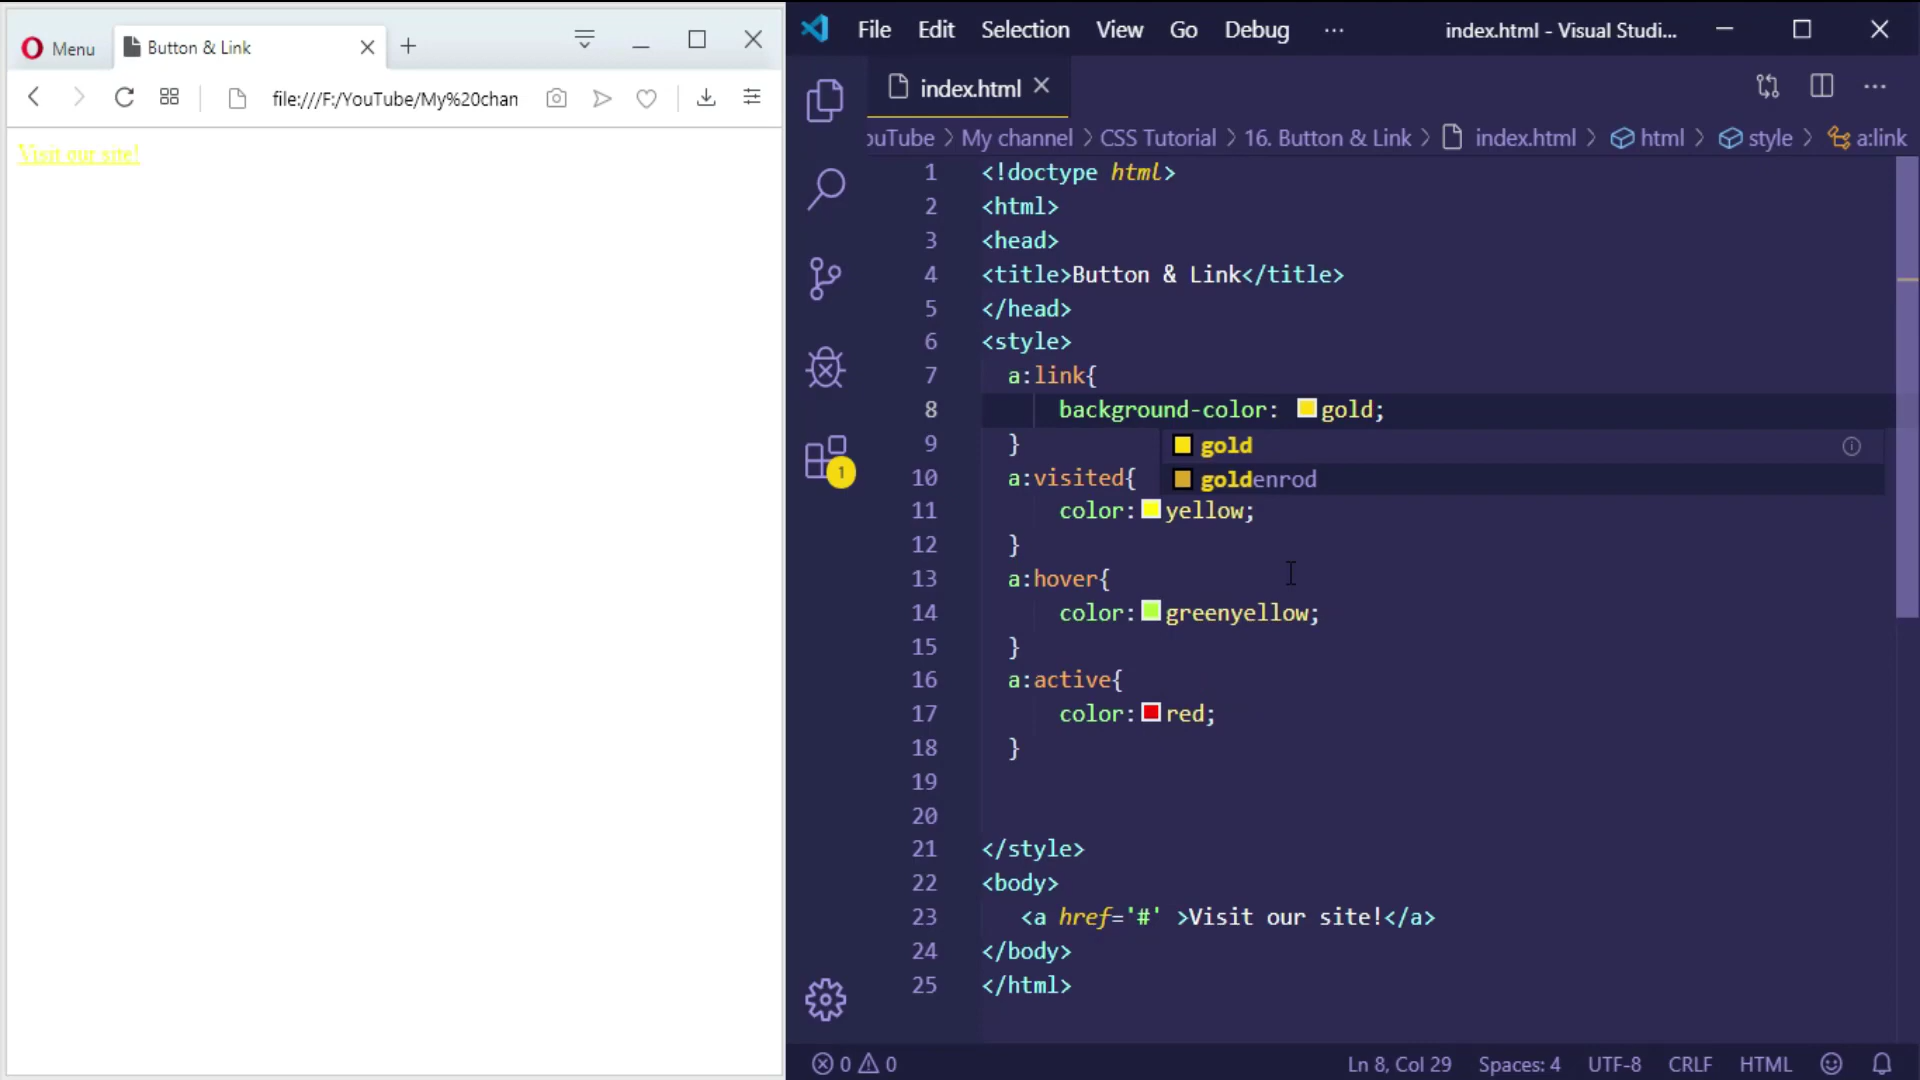 Menu
Button & Link
file:///F:/YouTube/My%20chan
Visit our site!
File Edit Selection View Go Debug ··· index.html - Visual Studi...
index.html
ouTube > My channel > CSS Tutorial > 16. Button & Link > index.html > html > style > a:link
1 <!doctype html>
2 <html>
3 <head>
4 <title>Button & Link</title>
5 </head>
6 <style>
7 a:link{
8 background-color: gold;
gold
9 }
goldenrod
10 a:visited{
11 color:yellow;
12 }
13 a:hover{
14 color:greenyellow;
15 }
16 a:active{
17 color:red;
18 }
19
20
21 </style>
22 <body>
23 <a href='#' >Visit our site!</a>
24 </body>
25 </html>
1
0 0 Ln 8, Col 29 Spaces: 4 UTF-8 CRLF HTML